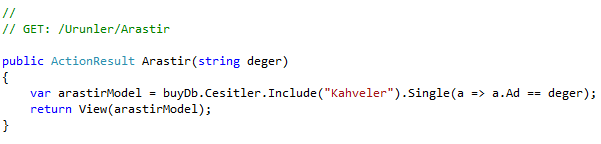 //
// GET: /Urunler/Arastir
public ActionResult Arastir(string deger)
{
var arastirModel = buyDb.Cesitler.Include("Kahveler").Single(a => a.Ad == deger);
return View(arastirModel);
}